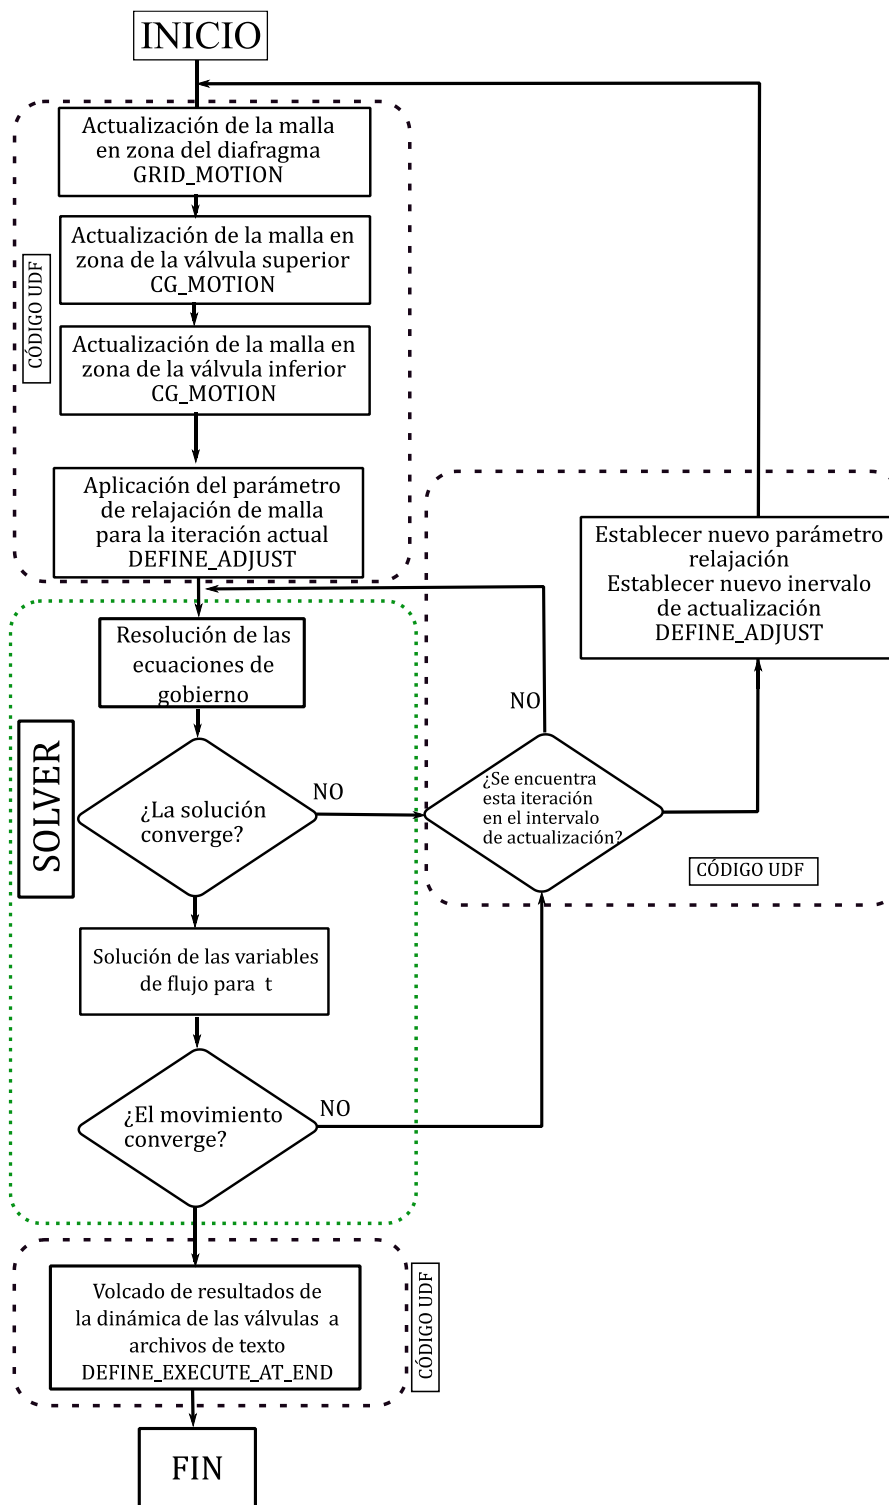 INICIO
Actualización de la malla
en zona del diafragma
GRID_MOTION
Actualización de la malla en
zona de la válvula superior
CG_MOTION
CÓDIGO UDF
Actualización de la malla en
zona de la válvula inferior
CG_MOTION
Aplicación del parámetro
de relajación de malla
para la iteración actual
DEFINE_ADJUST
Establecer nuevo parámetro
relajación
Establecer nuevo inervalo
de actualización
DEFINE_ADJUST
Resolución de las
ecuaciones de
gobierno
NO
SOLVER
¿La solución
converge?
NO
¿Se encuentra
esta iteración
en el intervalo
de actualización?
CÓDIGO UDF
Solución de las variables
de flujo para t
¿El movimiento
converge?
NO
Volcado de resultados de
la dinámica de las válvulas a
archivos de texto
DEFINE_EXECUTE_AT_END
CÓDIGO UDF
FIN